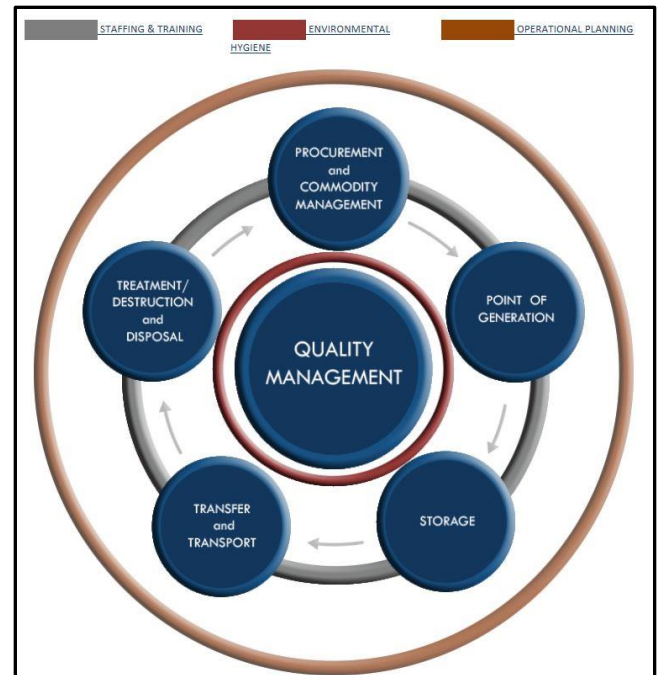 STAFFING & TRAINING
ENVIRONMENTAL
HYGIENE
OPERATIONAL PLANNING
PROCUREMENT
and
COMMODITY
MANAGEMENT
POINT OF
GENERATION
STORAGE
TRANSFER
and
TRANSPORT
TREATMENT/
DESTRUCTION
and
DISPOSAL
QUALITY
MANAGEMENT